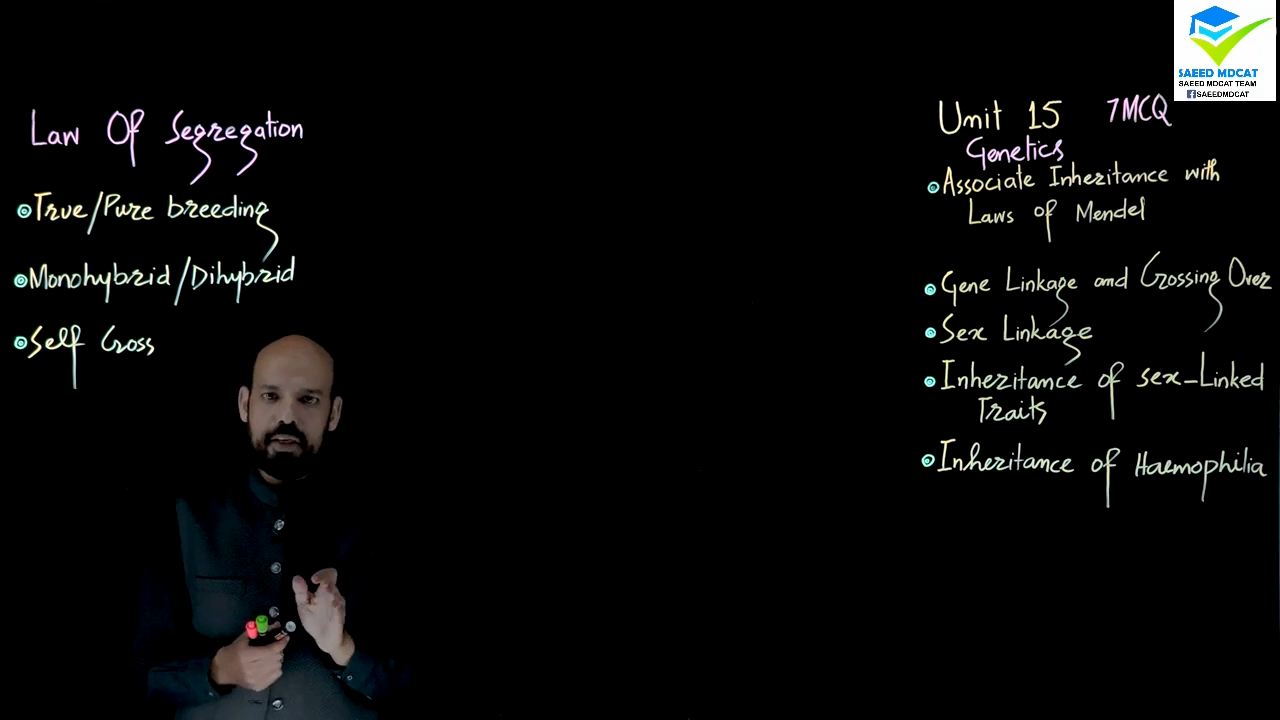 Law Of Segregation
True/Pure breeding
Monohybrid/Dihybrid
Self Cross
SAEED MDCAT
SAEED MDCAT TEAM
SAEEDMDCAT
Unit 15 7MCQ
Genetics
Associate Inheritance with
Laws of Mendel
Gene Linkage and Crossing Over
Sex Linkage
Inheritance of sex-Linked
Traits
Inheritance of Haemophilia